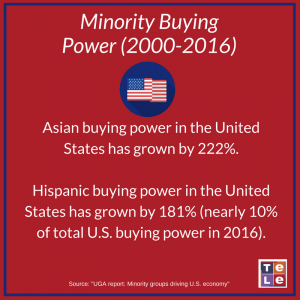 Minority Buying
Power (2000-2016)
Asian buying power in the United
States has grown by 222%.
Hispanic buying power in the United
States has grown by 181% (nearly 10%
of total U.S. buying power in 2016).
Source: "UGA report: Minority groups driving U.S. economy"
T e
L e